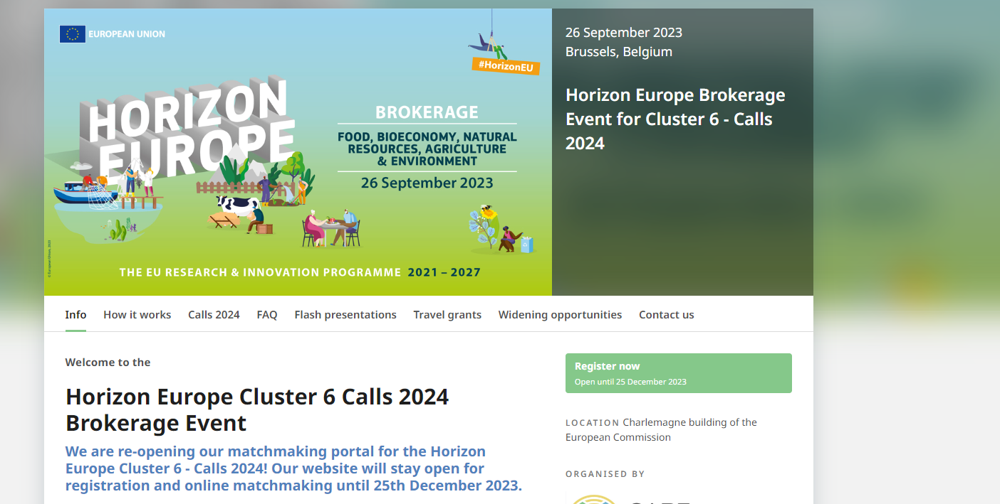 EUROPEAN UNION
#HorizonEU
HORIZON
EUROPE
BROKERAGE
FOOD, BIOECONOMY, NATURAL
RESOURCES, AGRICULTURE
& ENVIRONMENT
26 September 2023
© European Union, 2023
THE EU RESEARCH & INNOVATION PROGRAMME 2021 – 2027
26 September 2023
Brussels, Belgium
Horizon Europe Brokerage
Event for Cluster 6 - Calls
2024
Info How it works Calls 2024 FAQ Flash presentations Travel grants Widening opportunities Contact us
Welcome to the
Horizon Europe Cluster 6 Calls 2024
Brokerage Event
We are re-opening our matchmaking portal for the Horizon
Europe Cluster 6 - Calls 2024! Our website will stay open for
registration and online matchmaking until 25th December 2023.
Register now
Open until 25 December 2023
LOCATION Charlemagne building of the
European Commission
ORGANISED BY